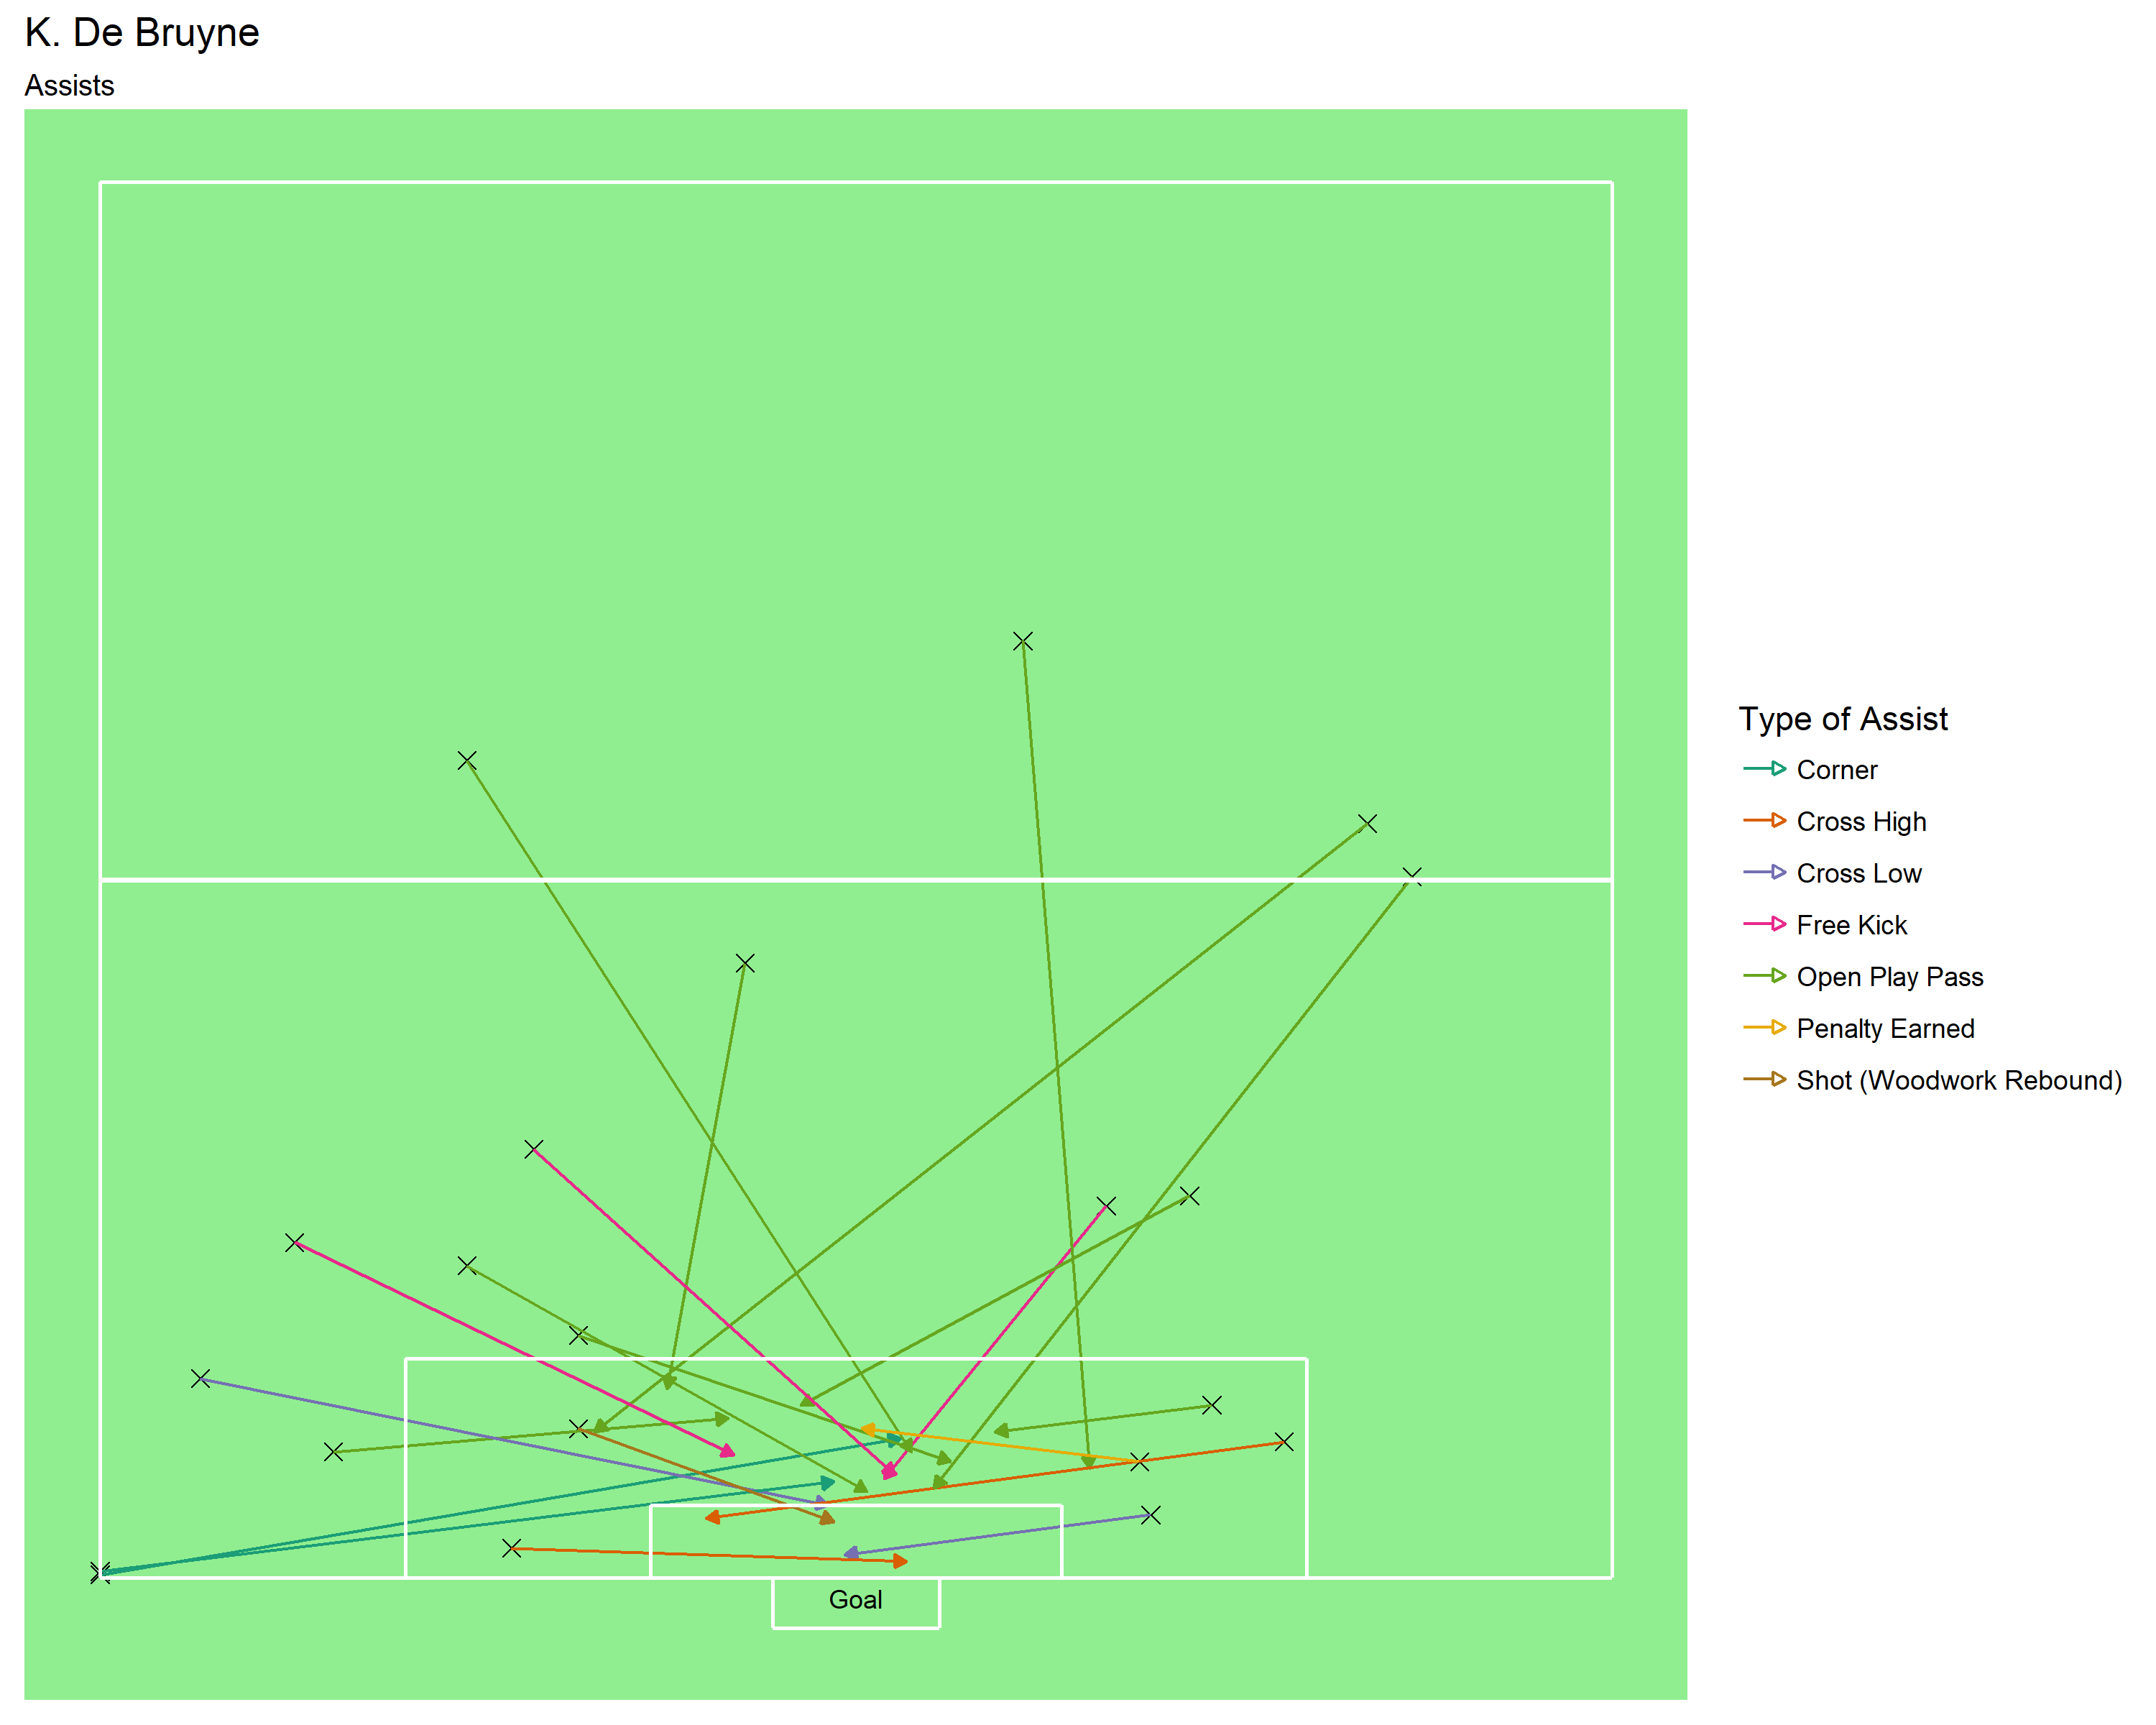 K. De Bruyne
Assists
Type of Assist
Corner
Cross High
Cross Low
Free Kick
Open Play Pass
Penalty Earned
Shot (Woodwork Rebound)
Goal